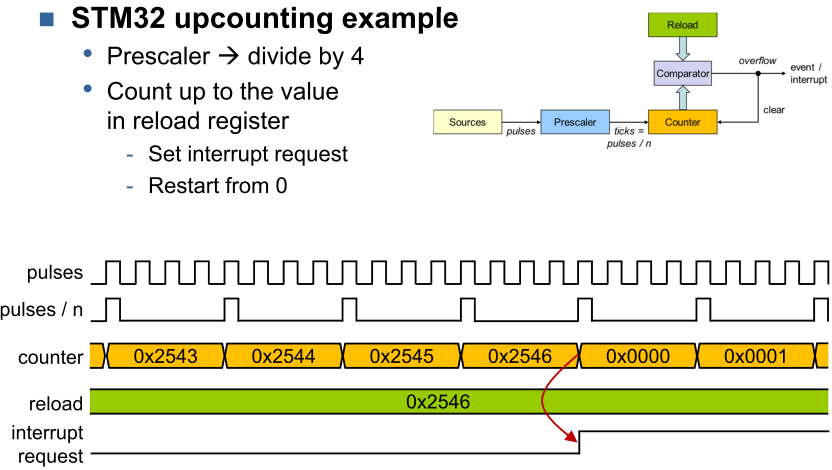 STM32 upcounting example
Prescaler → divide by 4
Count up to the value
in reload register
- Set interrupt request
- Restart from 0
Reload
Comparator
overflow
event /
interrupt
clear
Sources
pulses
Prescaler
ticks =
pulses / n
Counter
pulses
pulses / n
counter
0x2543
0x2544
0x2545
0x2546
0x0000
0x0001
reload
0x2546
interrupt
request